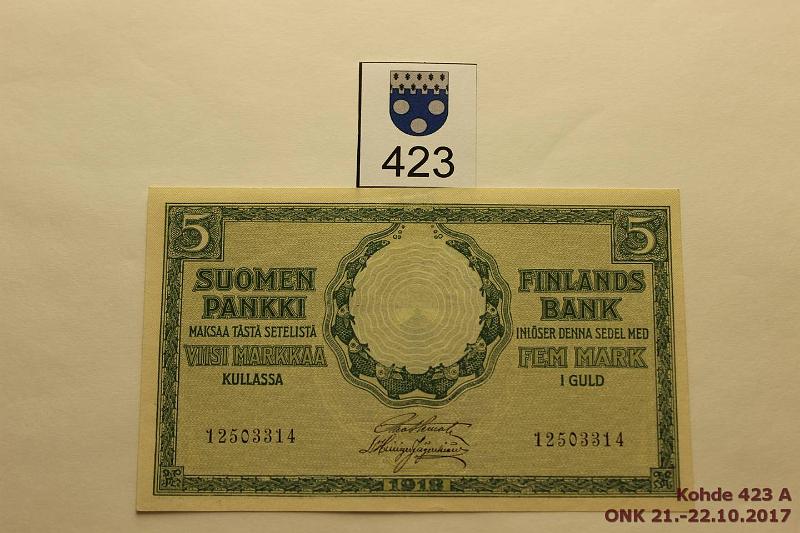 423
5 5
SUOMEN
PANKKI
MAKSAA TÄSTÄ SETELISTÄ
VIISI MARKKAA
KULLASSA
12503314
FINLANDS
BANK
INLÖSER DENNA SEDEL MED
FEM MARK
I GULD
12503314
1918
Kohde 423 A
ONK 21.-22.10.2017